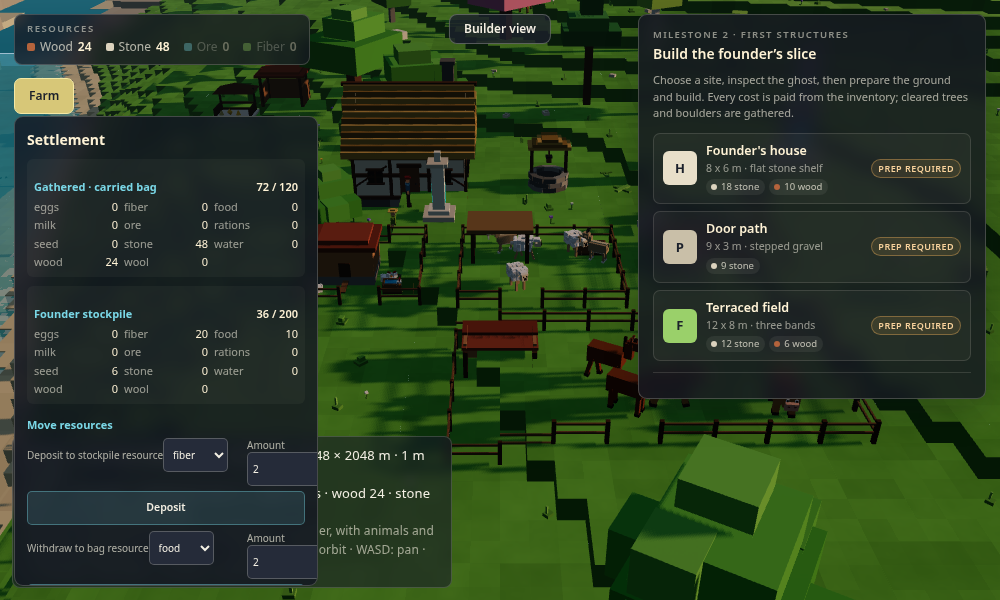 RESOURCES
Wood 24 Stone 48 Ore 0 Fiber 0
Builder view
Farm
Settlement
Gathered · carried bag 72 / 120
eggs 0 fiber 0 food 0
milk 0 ore 0 rations 0
seed 0 stone 48 water 0
wood 24 wool 0
Founder stockpile 36 / 200
eggs 0 fiber 20 food 10
milk 0 ore 0 rations 0
seed 6 stone 0 water 0
wood 0 wool 0
Move resources
Deposit to stockpile resource fiber Amount 2
Deposit
Withdraw to bag resource food Amount 2
48 × 2048 m · 1 m
s · wood 24 · stone
er, with animals and
orbit · WASD: pan ·
MILESTONE 2 · FIRST STRUCTURES
Build the founder's slice
Choose a site, inspect the ghost, then prepare the ground
and build. Every cost is paid from the inventory; cleared trees
and boulders are gathered.
H
Founder's house
8 x 6 m · flat stone shelf
18 stone 10 wood
PREP REQUIRED
P
Door path
9 x 3 m · stepped gravel
9 stone
PREP REQUIRED
F
Terraced field
12 x 8 m · three bands
12 stone 6 wood
PREP REQUIRED